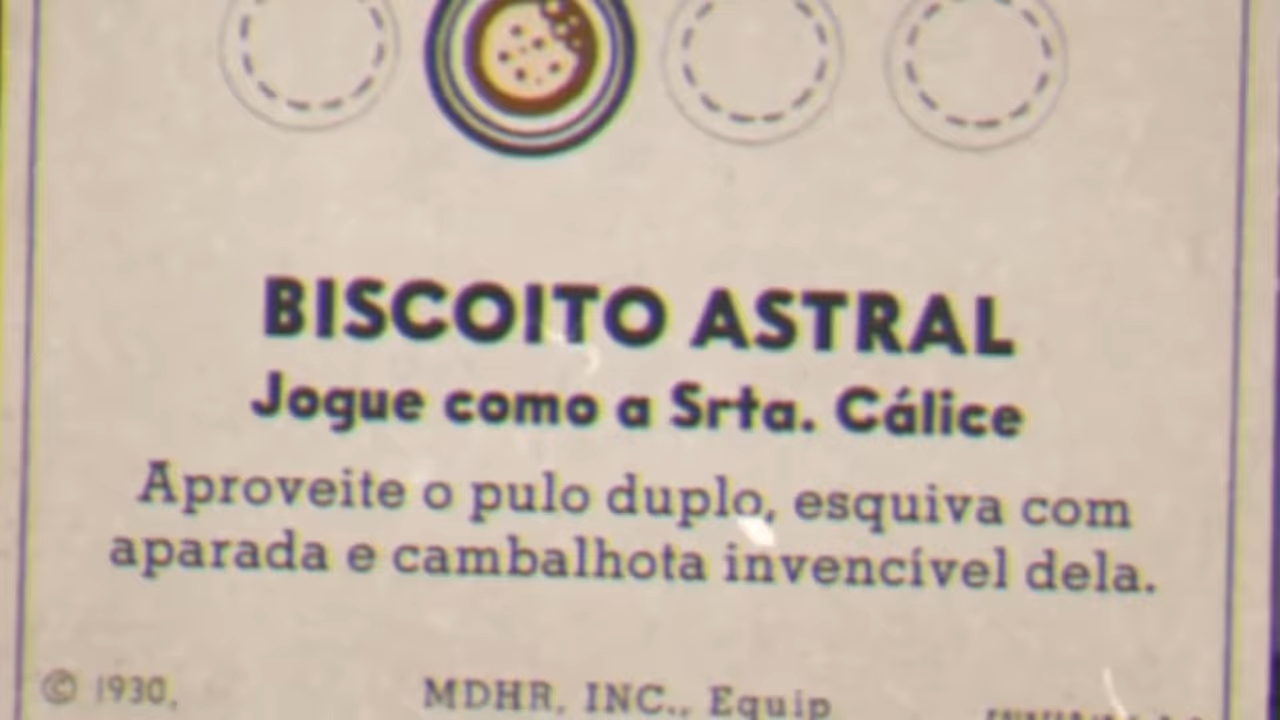 BISCOITO ASTRAL
Jogue como a Srta. Cálice
Aproveite o pulo duplo, esquiva com
aparada e cambalhota invencível dela.
© 1930,
MDHR, INC., Equip